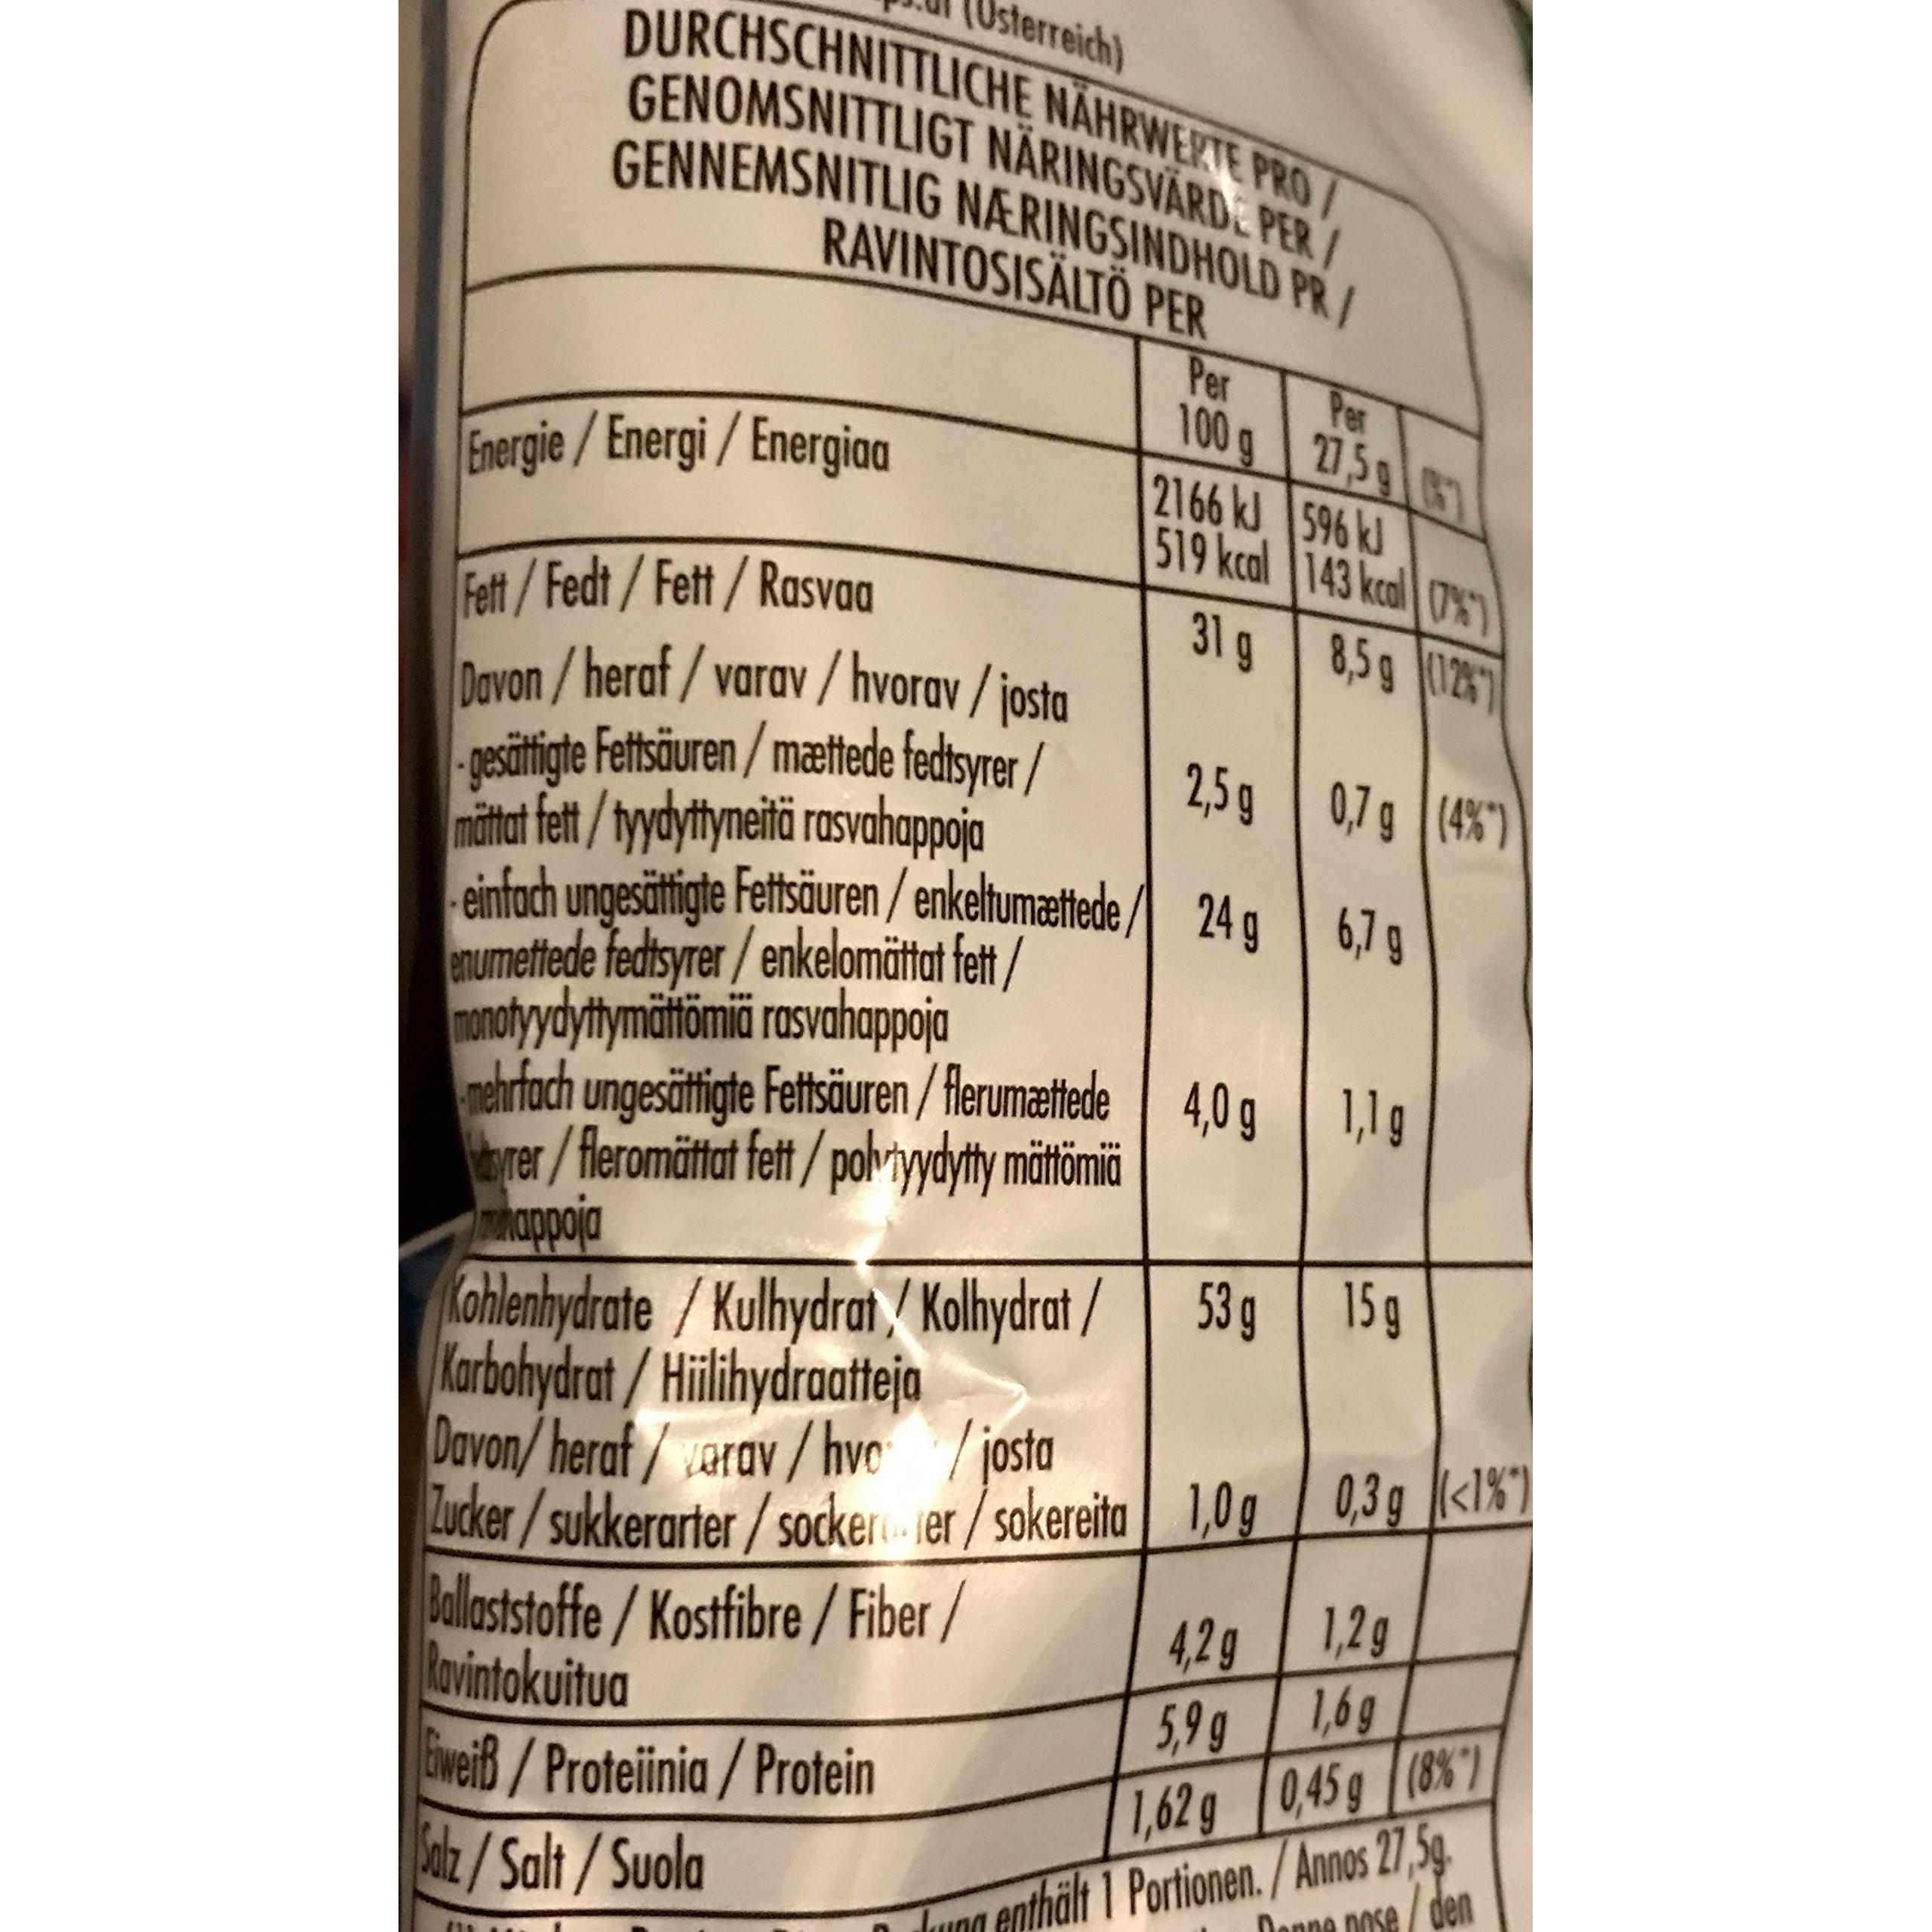 (Österreich)
DURCHSCHNITTLICHE NÄHRWERTE PRO /
GENOMSNITTLIGT NÄRINGSVÄRDE PER /
GENNEMSNITLIG NÆRINGSINDHOLD PR /
RAVINTOSISÄLTÖ PER
Per 100 g Per 27,5 g (%*)
Energie / Energi / Energiaa 2166 kJ 596 kJ
519 kcal 143 kcal (7%*)
Fett / Fedt / Fett / Rasvaa 31 g 8,5 g (12%*)
Davon / heraf / varav / hvorav / josta
- gesättigte Fettsäuren / mættede fedtsyrer / 2,5 g 0,7 g (4%*)
mättat fett / tyydyttyneitä rasvahappoja
- einfach ungesättigte Fettsäuren / enkeltumættede / 24 g 6,7 g
enumettede fedtsyrer / enkelomättat fett /
monotyydyttymättömiä rasvahappoja
-mehrfach ungesättigte Fettsäuren / flerumættede 4,0 g 1,1 g
/ fleromättat fett / polytyydytty mättömiä
Kohlenhydrate / Kulhydrat / Kolhydrat / 53 g 15 g
Karbohydrat / Hiilihydraatteja
Davon/ heraf / varav / / josta
Zucker / sukkerarter / / sokereita 1,0 g 0,3 g (<1%*)
Ballaststoffe / Kostfibre / Fiber / 4,2 g 1,2 g
Ravintokuitua
Eiweiß / Proteiinia / Protein 5,9 g 1,6 g
Salz / Salt / Suola 1,62 g 0,45 g (8%*)
enthält 1 Portionen. / Annos 27,5g.
nose / den